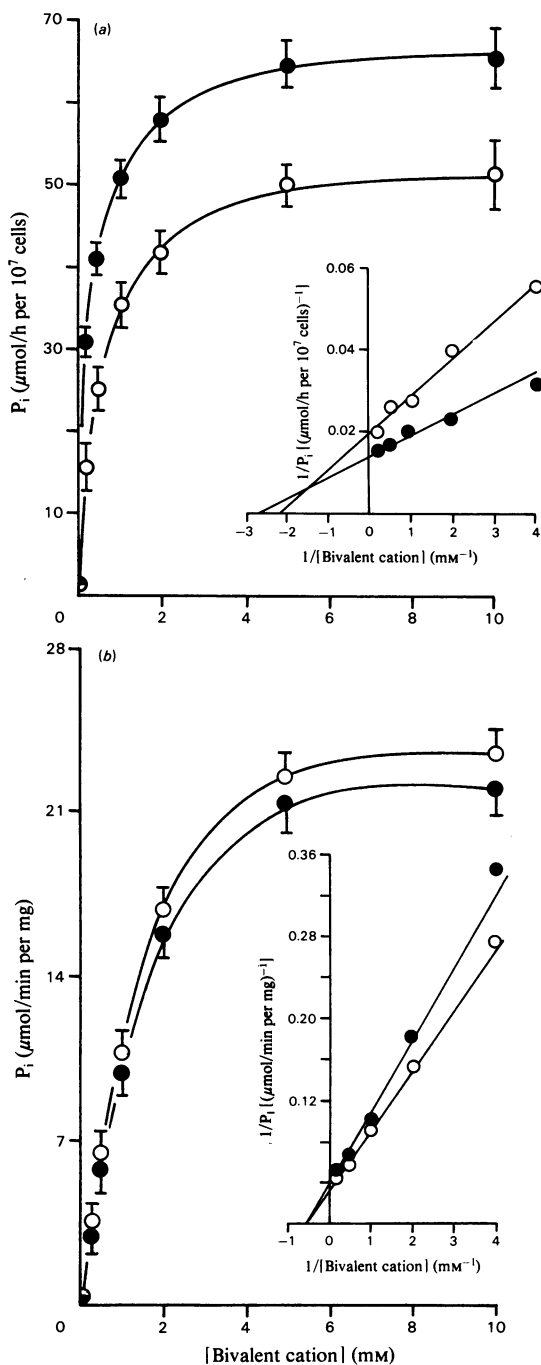 (a)
70
50
30
10
Pi (µmol/h per 10⁷ cells)
0 2 4 6 8 10
0.06
0.04
0.02
1/Pi [(µmol/h per 10⁷ cells)⁻¹]
−3 −2 −1 0 1 2 3 4
1/[Bivalent cation] (mM⁻¹)
(b)
28
21
14
7
Pi (µmol/min per mg)
0.36
0.28
0.20
0.12
1/Pi [(µmol/min per mg)⁻¹]
−1 0 1 2 3 4
1/[Bivalent cation] (mM⁻¹)
0 2 4 6 8 10
[Bivalent cation] (mM)